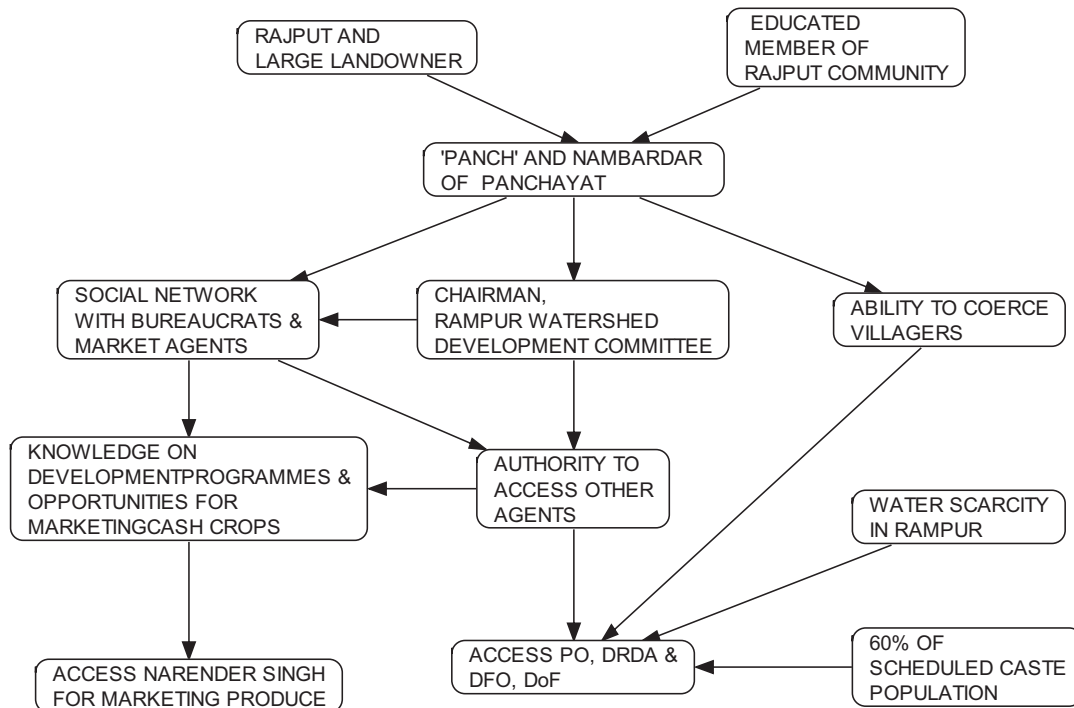 RAJPUT AND
LARGE LANDOWNER
EDUCATED
MEMBER OF
RAJPUT COMMUNITY
'PANCH' AND NAMBARDAR
OF PANCHAYAT
SOCIAL NETWORK
WITH BUREAUCRATS &
MARKET AGENTS
CHAIRMAN,
RAMPUR WATERSHED
DEVELOPMENT COMMITTEE
ABILITY TO COERCE
VILLAGERS
KNOWLEDGE ON
DEVELOPMENTPROGRAMMES &
OPPORTUNITIES FOR
MARKETINGCASH CROPS
AUTHORITY TO
ACCESS OTHER
AGENTS
WATER SCARCITY
IN RAMPUR
ACCESS NARENDER SINGH
FOR MARKETING PRODUCE
ACCESS PO, DRDA &
DFO, DoF
60% OF
SCHEDULED CASTE
POPULATION